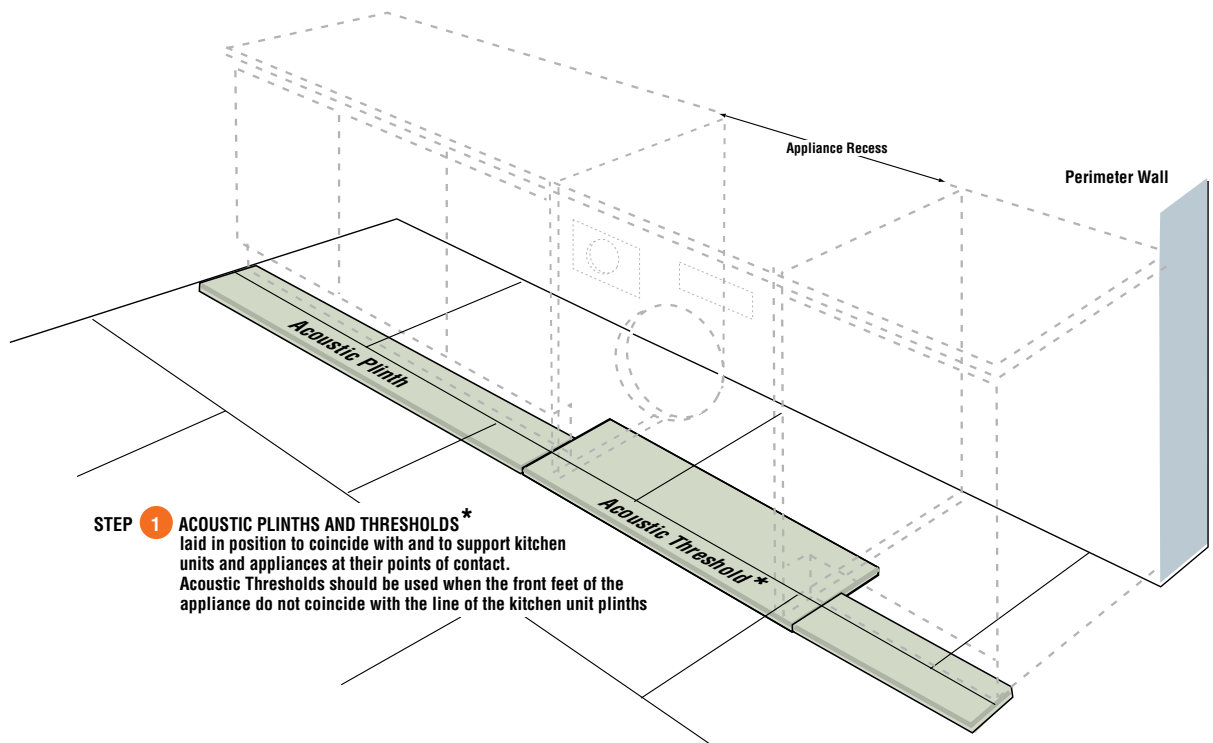 Appliance Recess
Perimeter Wall
Acoustic Plinth
Acoustic Threshold*
STEP 1 ACOUSTIC PLINTHS AND THRESHOLDS*
laid in position to coincide with and to support kitchen
units and appliances at their points of contact.
Acoustic Thresholds should be used when the front feet of the
appliance do not coincide with the line of the kitchen unit plinths